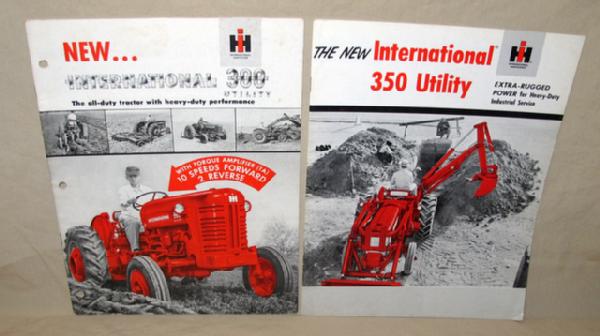 NEW...
IH
INTERNATIONAL 300
UTILITY
The all-duty tractor with heavy-duty performance
WITH TORQUE AMPLIFIER (TA)
10 SPEEDS FORWARD
2 REVERSE
IH
THE NEW International
350 Utility
IH
EXTRA-RUGGED
POWER for Heavy-Duty
Industrial Service